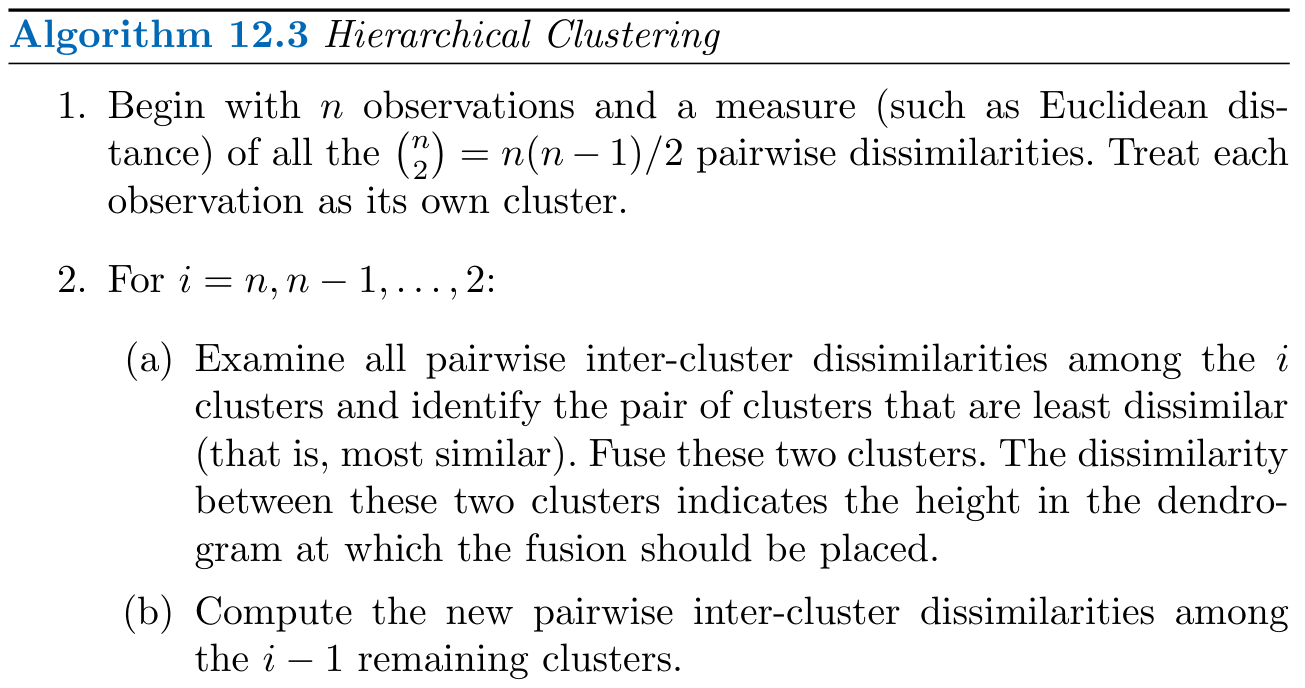 Algorithm 12.3 Hierarchical Clustering
1. Begin with n observations and a measure (such as Euclidean dis-
tance) of all the (n 2) = n(n − 1)/2 pairwise dissimilarities. Treat each
observation as its own cluster.
2. For i = n, n − 1, . . . , 2:
(a) Examine all pairwise inter-cluster dissimilarities among the i
clusters and identify the pair of clusters that are least dissimilar
(that is, most similar). Fuse these two clusters. The dissimilarity
between these two clusters indicates the height in the dendro-
gram at which the fusion should be placed.
(b) Compute the new pairwise inter-cluster dissimilarities among
the i − 1 remaining clusters.